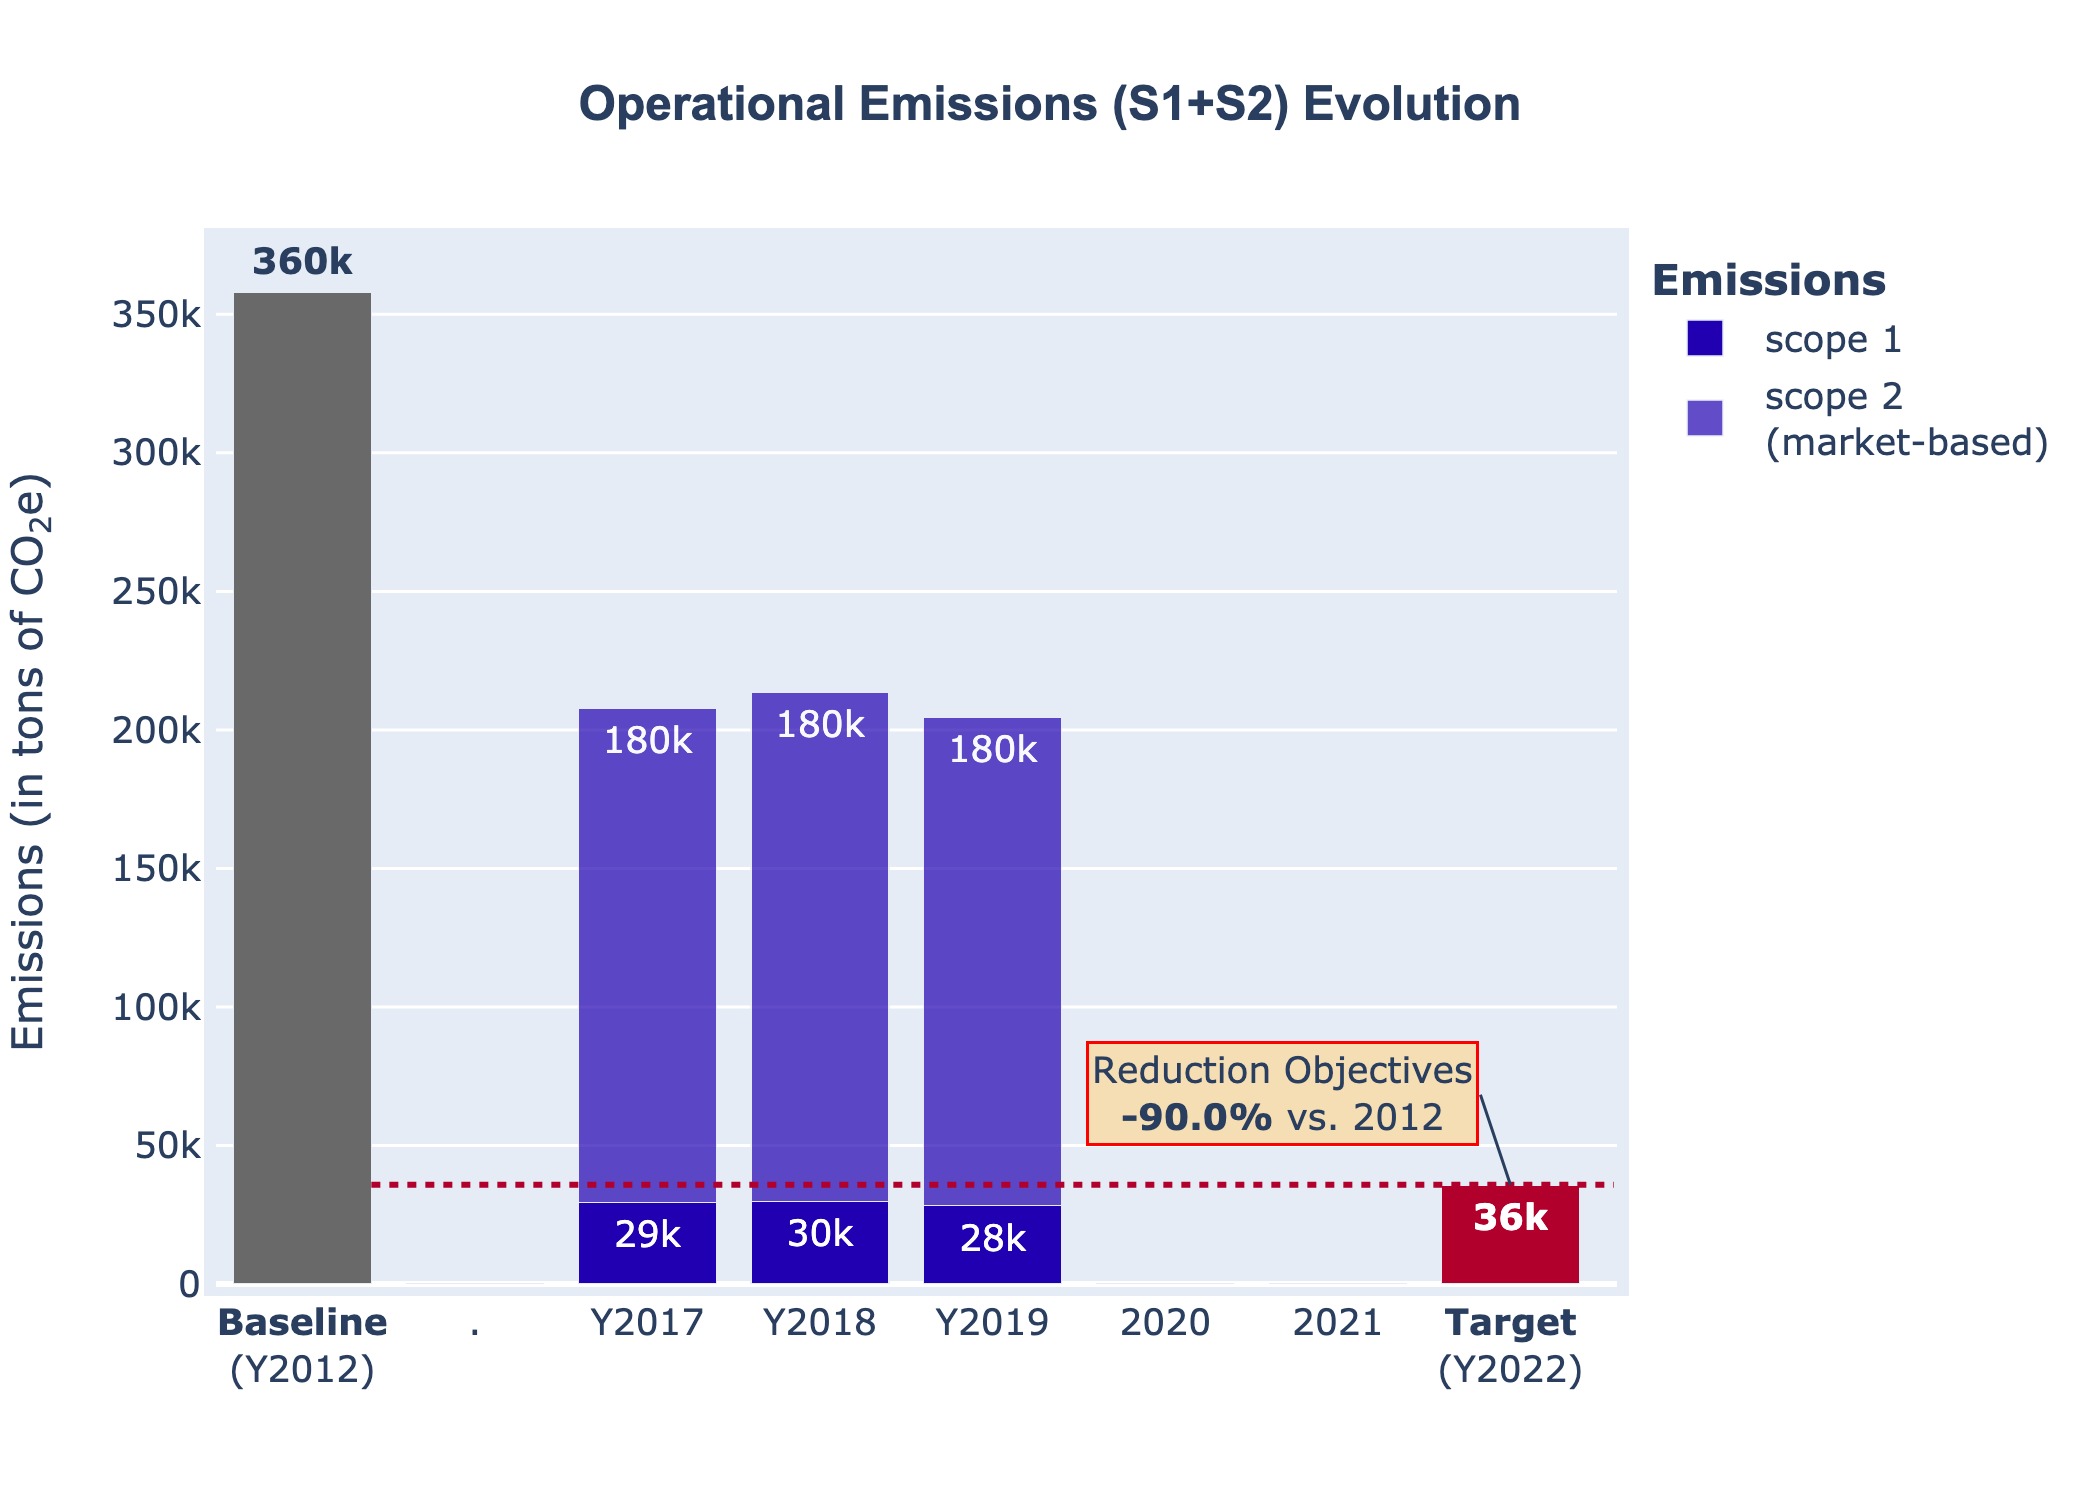 Operational Emissions (S1+S2) Evolution
Emissions (in tons of CO₂e)
350k
300k
250k
200k
150k
100k
50k
0
360k
180k
180k
180k
29k
30k
28k
Reduction Objectives
-90.0% vs. 2012
36k
Baseline
(Y2012)
.
Y2017
Y2018
Y2019
2020
2021
Target
(Y2022)
Emissions
scope 1
scope 2
(market-based)